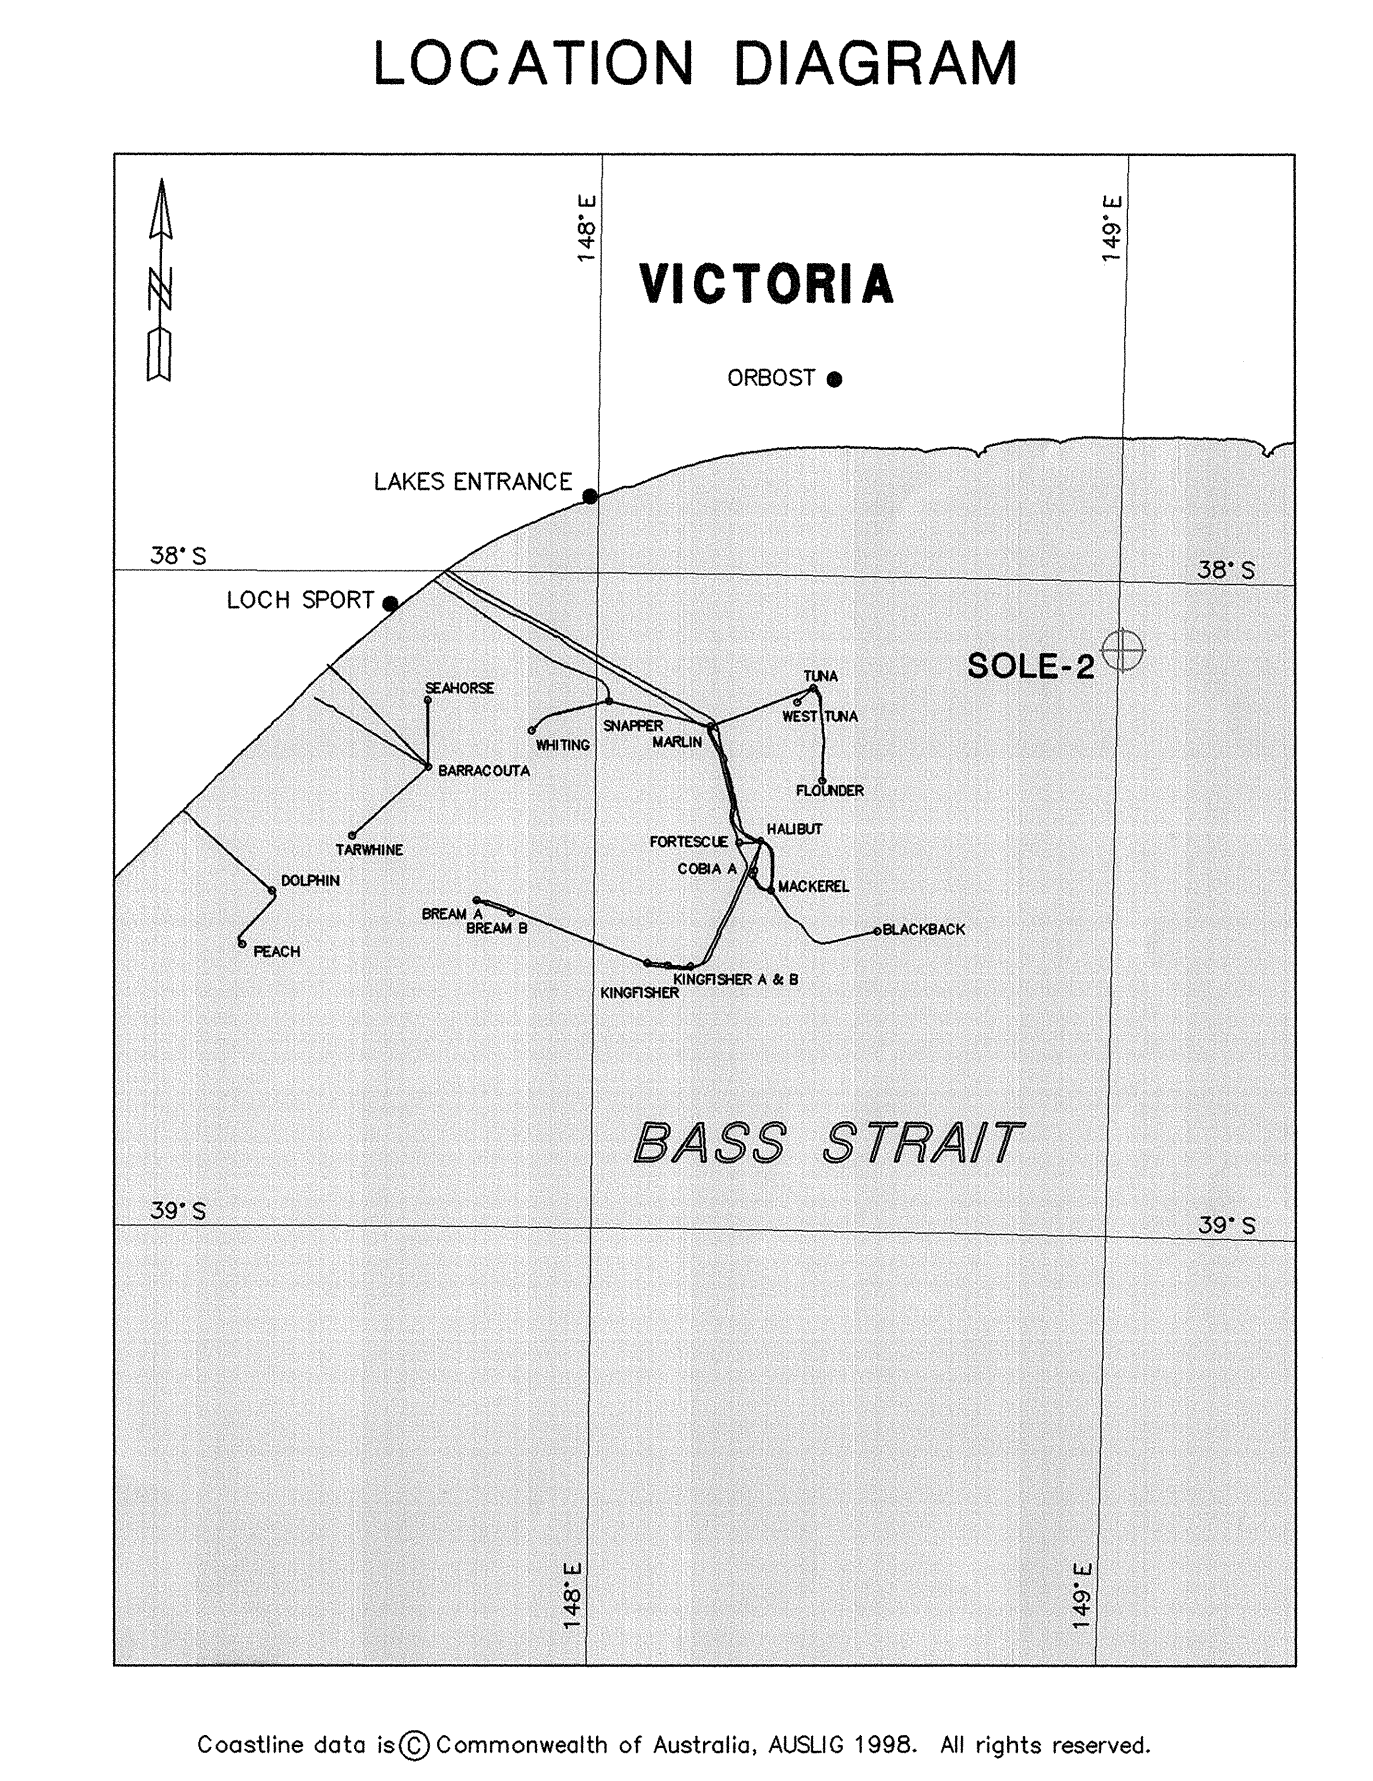 LOCATION DIAGRAM
148°E
149°E
N
VICTORIA
ORBOST
LAKES ENTRANCE
38°S
38°S
LOCH SPORT
SOLE-2
TUNA
SEAHORSE
WEST TUNA
SNAPPER
WHITING
MARLIN
BARRACOUTA
FLOUNDER
HALIBUT
FORTESCUE
TARWHINE
COBIA A
DOLPHIN
MACKEREL
BREAM A
BREAM B
BLACKBACK
PEACH
KINGFISHER A & B
KINGFISHER
BASS STRAIT
39°S
39°S
148°E
149°E
Coastline data is © Commonwealth of Australia, AUSLIG 1998. All rights reserved.